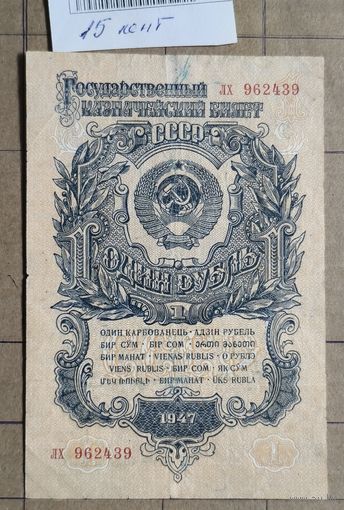 15 лент
Государственный
казначейский билет
лх 962439
СССР
1 ОДИН РУБЛЬ 1
1
ОДИН КАРБОВАНЕЦЬ · АДЗІН РУБЕЛЬ
БИР СЎМ · БІР СОМ · ერთი მანეთი
БИР МАНАТ · VIENAS RUBLIS · О РУБЛЭ
VIENS RUBLIS · БИР СОМ · ЯК СӮМ
ՄԵԿ ՌՈՒԲԼԻ · БИР МАНАТ · ÜKS RUBLA
1947
лх 962439
1